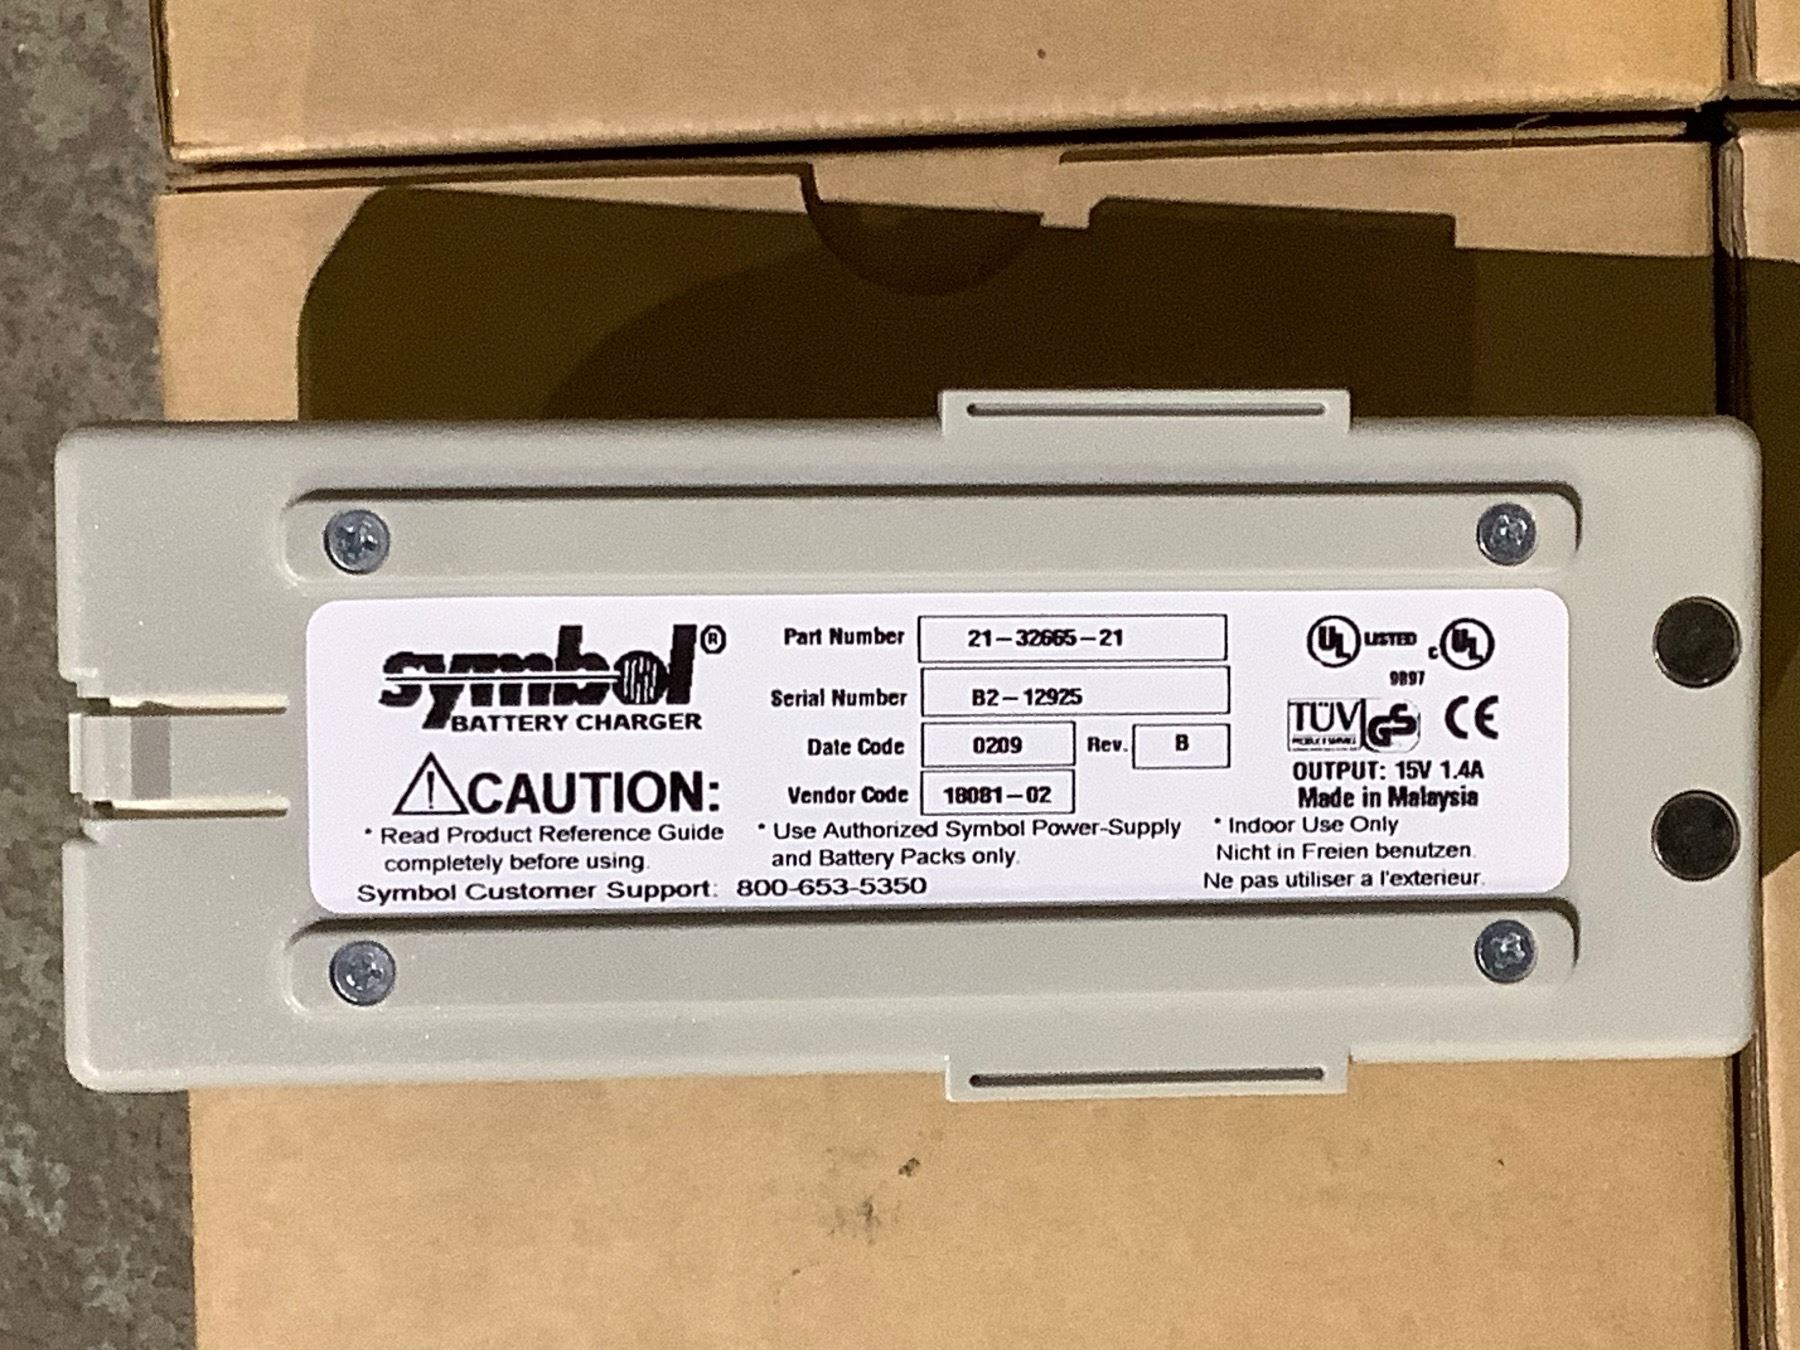 symbol®
BATTERY CHARGER
CAUTION:
* Read Product Reference Guide
completely before using.
Symbol Customer Support: 800-653-5350
Part Number 21-32665-21
Serial Number B2-12925
Date Code 0209 Rev. B
Vendor Code 18081-02
* Use Authorized Symbol Power-Supply
and Battery Packs only.
UL LISTED c UL
9B97
TÜV GS CE
OUTPUT: 15V 1.4A
Made in Malaysia
* Indoor Use Only
Nicht in Freien benutzen.
Ne pas utiliser a l'exterieur.